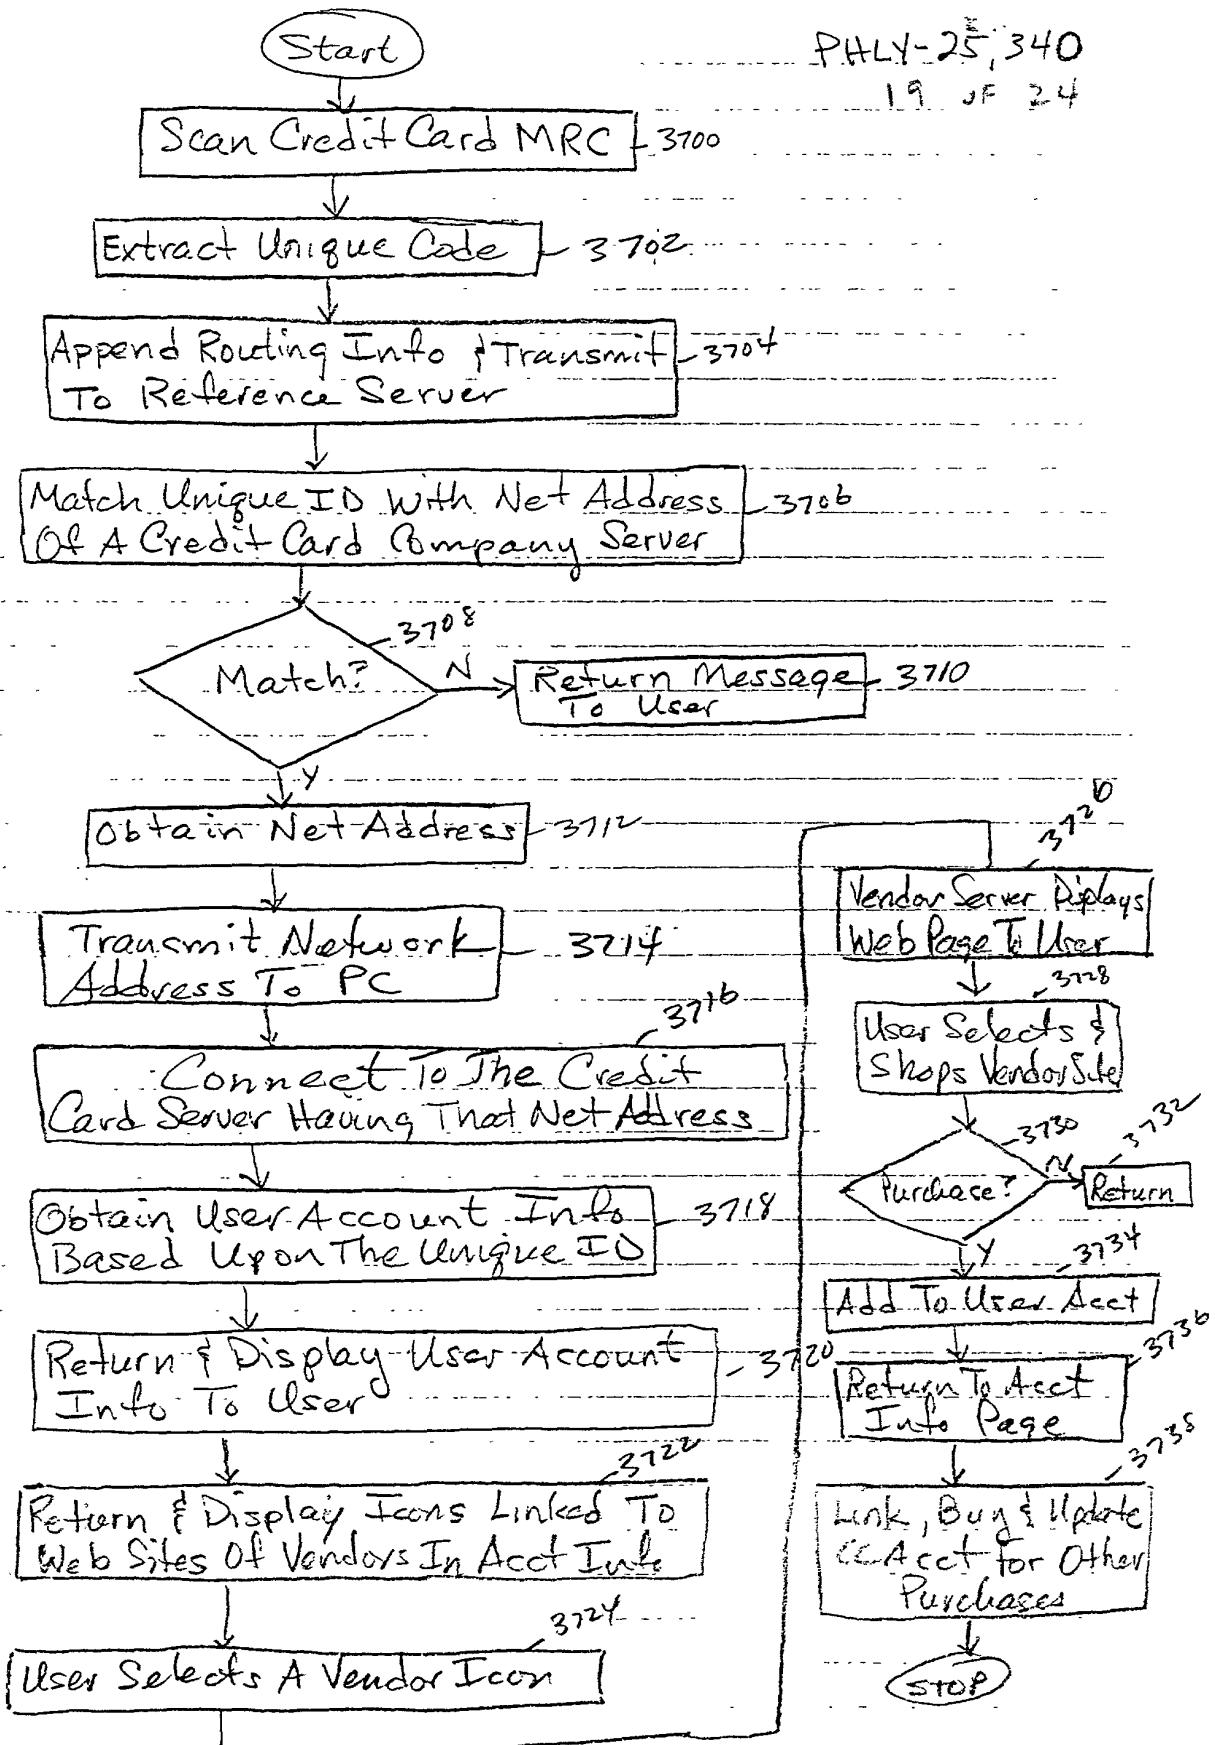 Start
PHLY-25,340
19 OF 24
Scan Credit Card MRC
3700
Extract Unique Code
3702
Append Routing Info & Transmit
To Reference Server
3704
Match Unique ID With Net Address
Of A Credit Card Company Server
3706
Match?
3708
N
Return Message
To User
3710
Y
Obtain Net Address
3712
Transmit Network
Address To PC
3714
Connect To The Credit
Card Server Having That Net Address
3716
Obtain User Account Info
Based Upon The Unique ID
3718
Return & Display User Account
Info To User
3720
Return & Display Icons Linked To
Web Sites Of Vendors In Acct Info
3722
User Selects A Vendor Icon
3724
Vendor Server Displays
Web Page To User
3726
User Selects &
Shops Vendor Site
3728
Purchase?
3730
N
Return
3732
Y
Add To User Acct
3734
Return To Acct
Info Page
3736
Link, Buy & Update
CC Acct for Other
Purchases
3738
STOP